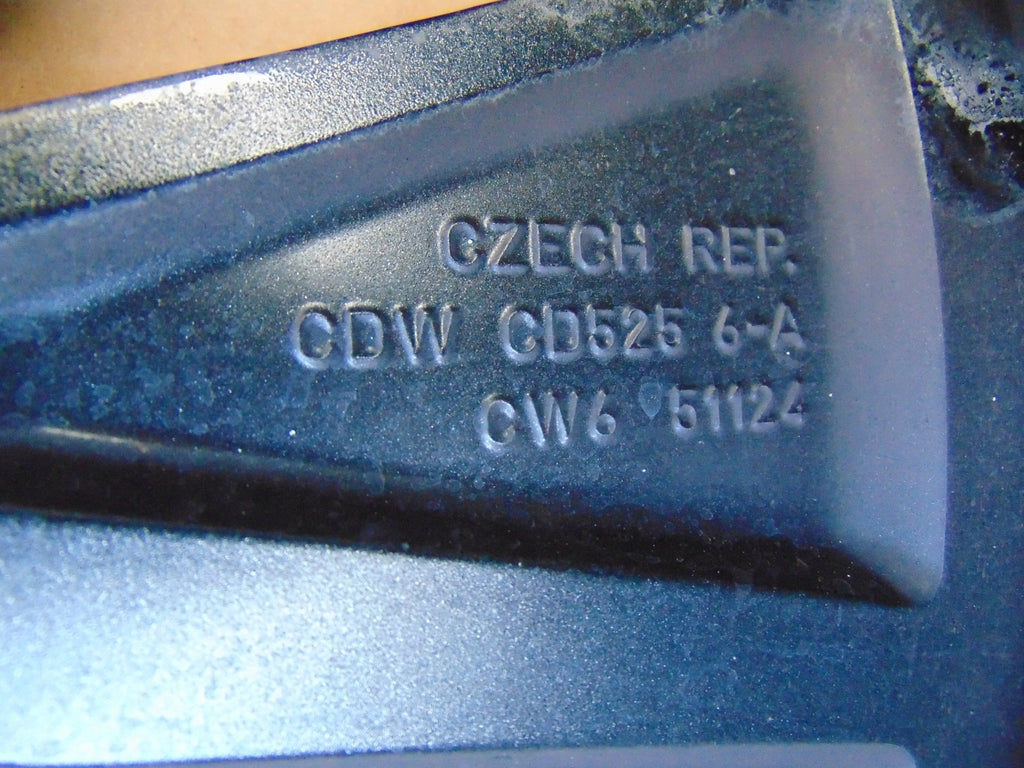 CZECH REP.
CDW CD525 6-A
CW6 51124